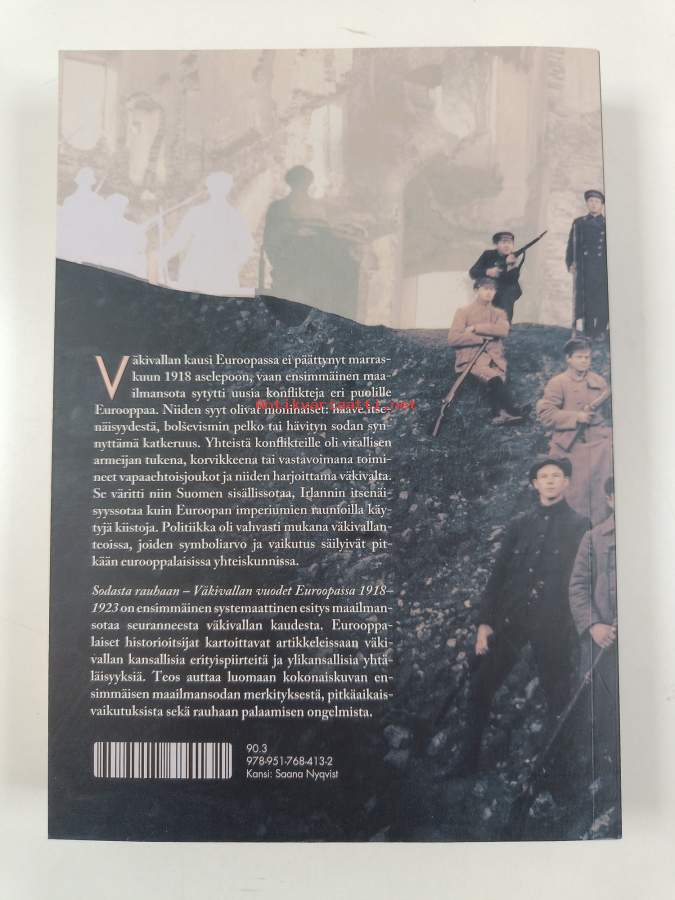 Väkivallan kausi Euroopassa ei päättynyt marras-
kuun 1918 aselepoon, vaan ensimmäinen maa-
ilmansota sytytti uusia konflikteja eri puolille
Eurooppaa. Niiden syyt olivat moninaiset: haave itse-
näisyydestä, bolševismin pelko tai hävityn sodan syn-
nyttämä katkeruus. Yhteistä konflikteille oli virallisen
armeijan tukena, korvikkeena tai vastavoimana toimi-
neet vapaaehtoisjoukot ja niiden harjoittama väkivalta.
Se väritti niin Suomen sisällissotaa, Irlannin itsenäi-
syyssotaa kuin Euroopan imperiumien raunioilla käy-
tyjä kiistoja. Politiikka oli vahvasti mukana väkivallan-
teoissa, joiden symboliarvo ja vaikutus säilyivät pit-
kään eurooppalaisissa yhteiskunnissa.
Sodasta rauhaan – Väkivallan vuodet Euroopassa 1918–
1923 on ensimmäinen systemaattinen esitys maailman-
sotaa seuranneesta väkivallan kaudesta. Eurooppa-
laiset historioitsijat kartoittavat artikkeleissaan väki-
vallan kansallisia erityispiirteitä ja ylikansallisia yhtä-
läisyyksiä. Teos auttaa luomaan kokonaiskuvan en-
simmäisen maailmansodan merkityksestä, pitkäaikais-
vaikutuksista sekä rauhaan palaamisen ongelmista.
90.3
978-951-768-413-2
Kansi: Saana Nyqvist